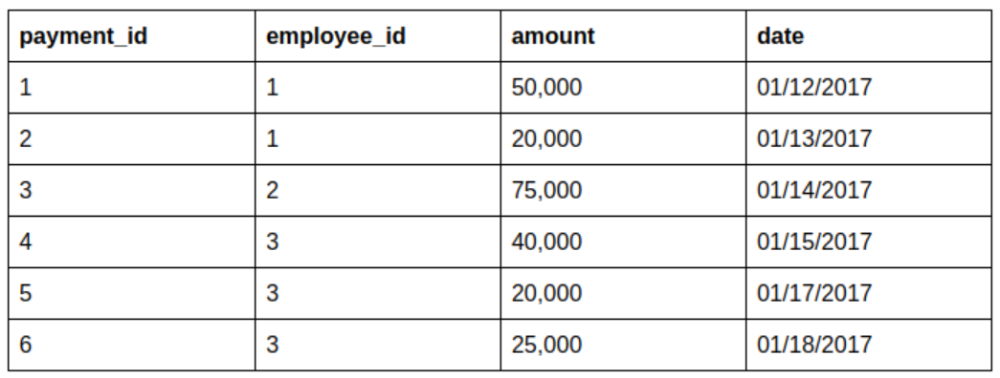 payment_id employee_id amount date
1 1 50,000 01/12/2017
2 1 20,000 01/13/2017
3 2 75,000 01/14/2017
4 3 40,000 01/15/2017
5 3 20,000 01/17/2017
6 3 25,000 01/18/2017